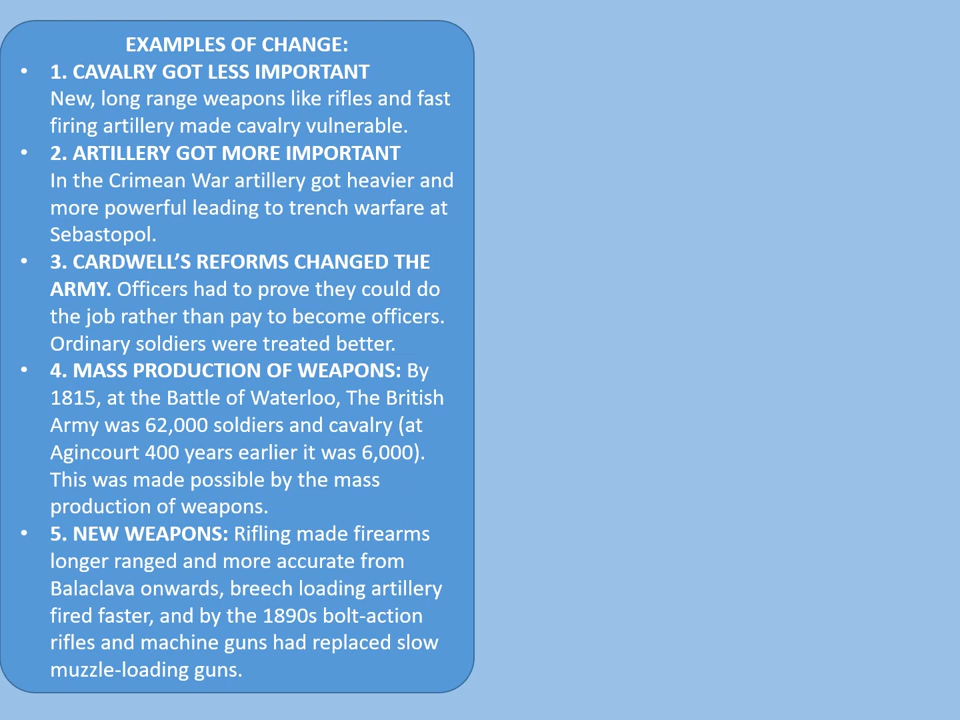 EXAMPLES OF CHANGE:
• 1. CAVALRY GOT LESS IMPORTANT
New, long range weapons like rifles and fast
firing artillery made cavalry vulnerable.
• 2. ARTILLERY GOT MORE IMPORTANT
In the Crimean War artillery got heavier and
more powerful leading to trench warfare at
Sebastopol.
• 3. CARDWELL’S REFORMS CHANGED THE
ARMY. Officers had to prove they could do
the job rather than pay to become officers.
Ordinary soldiers were treated better.
• 4. MASS PRODUCTION OF WEAPONS: By
1815, at the Battle of Waterloo, The British
Army was 62,000 soldiers and cavalry (at
Agincourt 400 years earlier it was 6,000).
This was made possible by the mass
production of weapons.
• 5. NEW WEAPONS: Rifling made firearms
longer ranged and more accurate from
Balaclava onwards, breech loading artillery
fired faster, and by the 1890s bolt-action
rifles and machine guns had replaced slow
muzzle-loading guns.